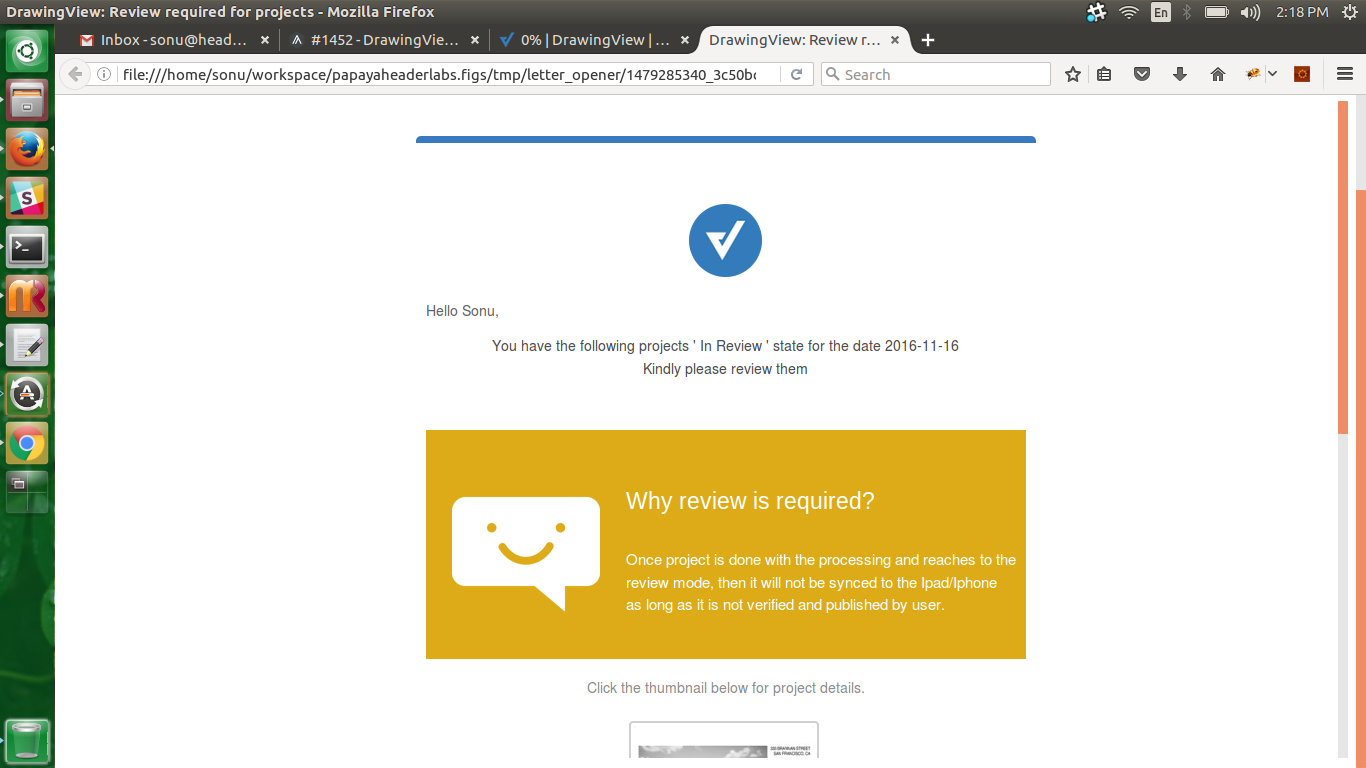 DrawingView: Review required for projects - Mozilla Firefox
En
2:18 PM
Inbox - sonu@head...
#1452 - DrawingVie...
0% | DrawingView | ...
DrawingView: Review r...
file:///home/sonu/workspace/papayaheaderlabs.figs/tmp/letter_opener/1479285340_3c50b
Search
Hello Sonu,
You have the following projects ' In Review ' state for the date 2016-11-16
Kindly please review them
Why review is required?
Once project is done with the processing and reaches to the
review mode, then it will not be synced to the Ipad/Iphone
as long as it is not verified and published by user.
Click the thumbnail below for project details.
SAN FRANCISCO, CA